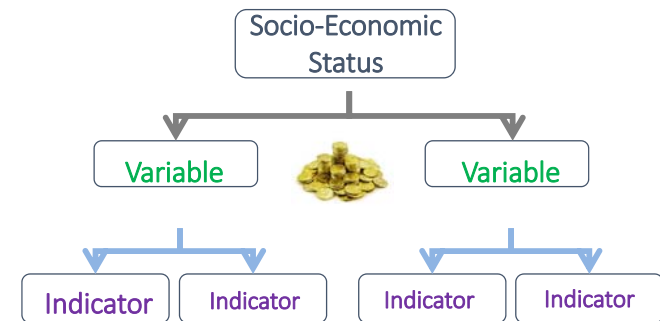 Socio-Economic
Status
Variable
Variable
Indicator
Indicator
Indicator
Indicator